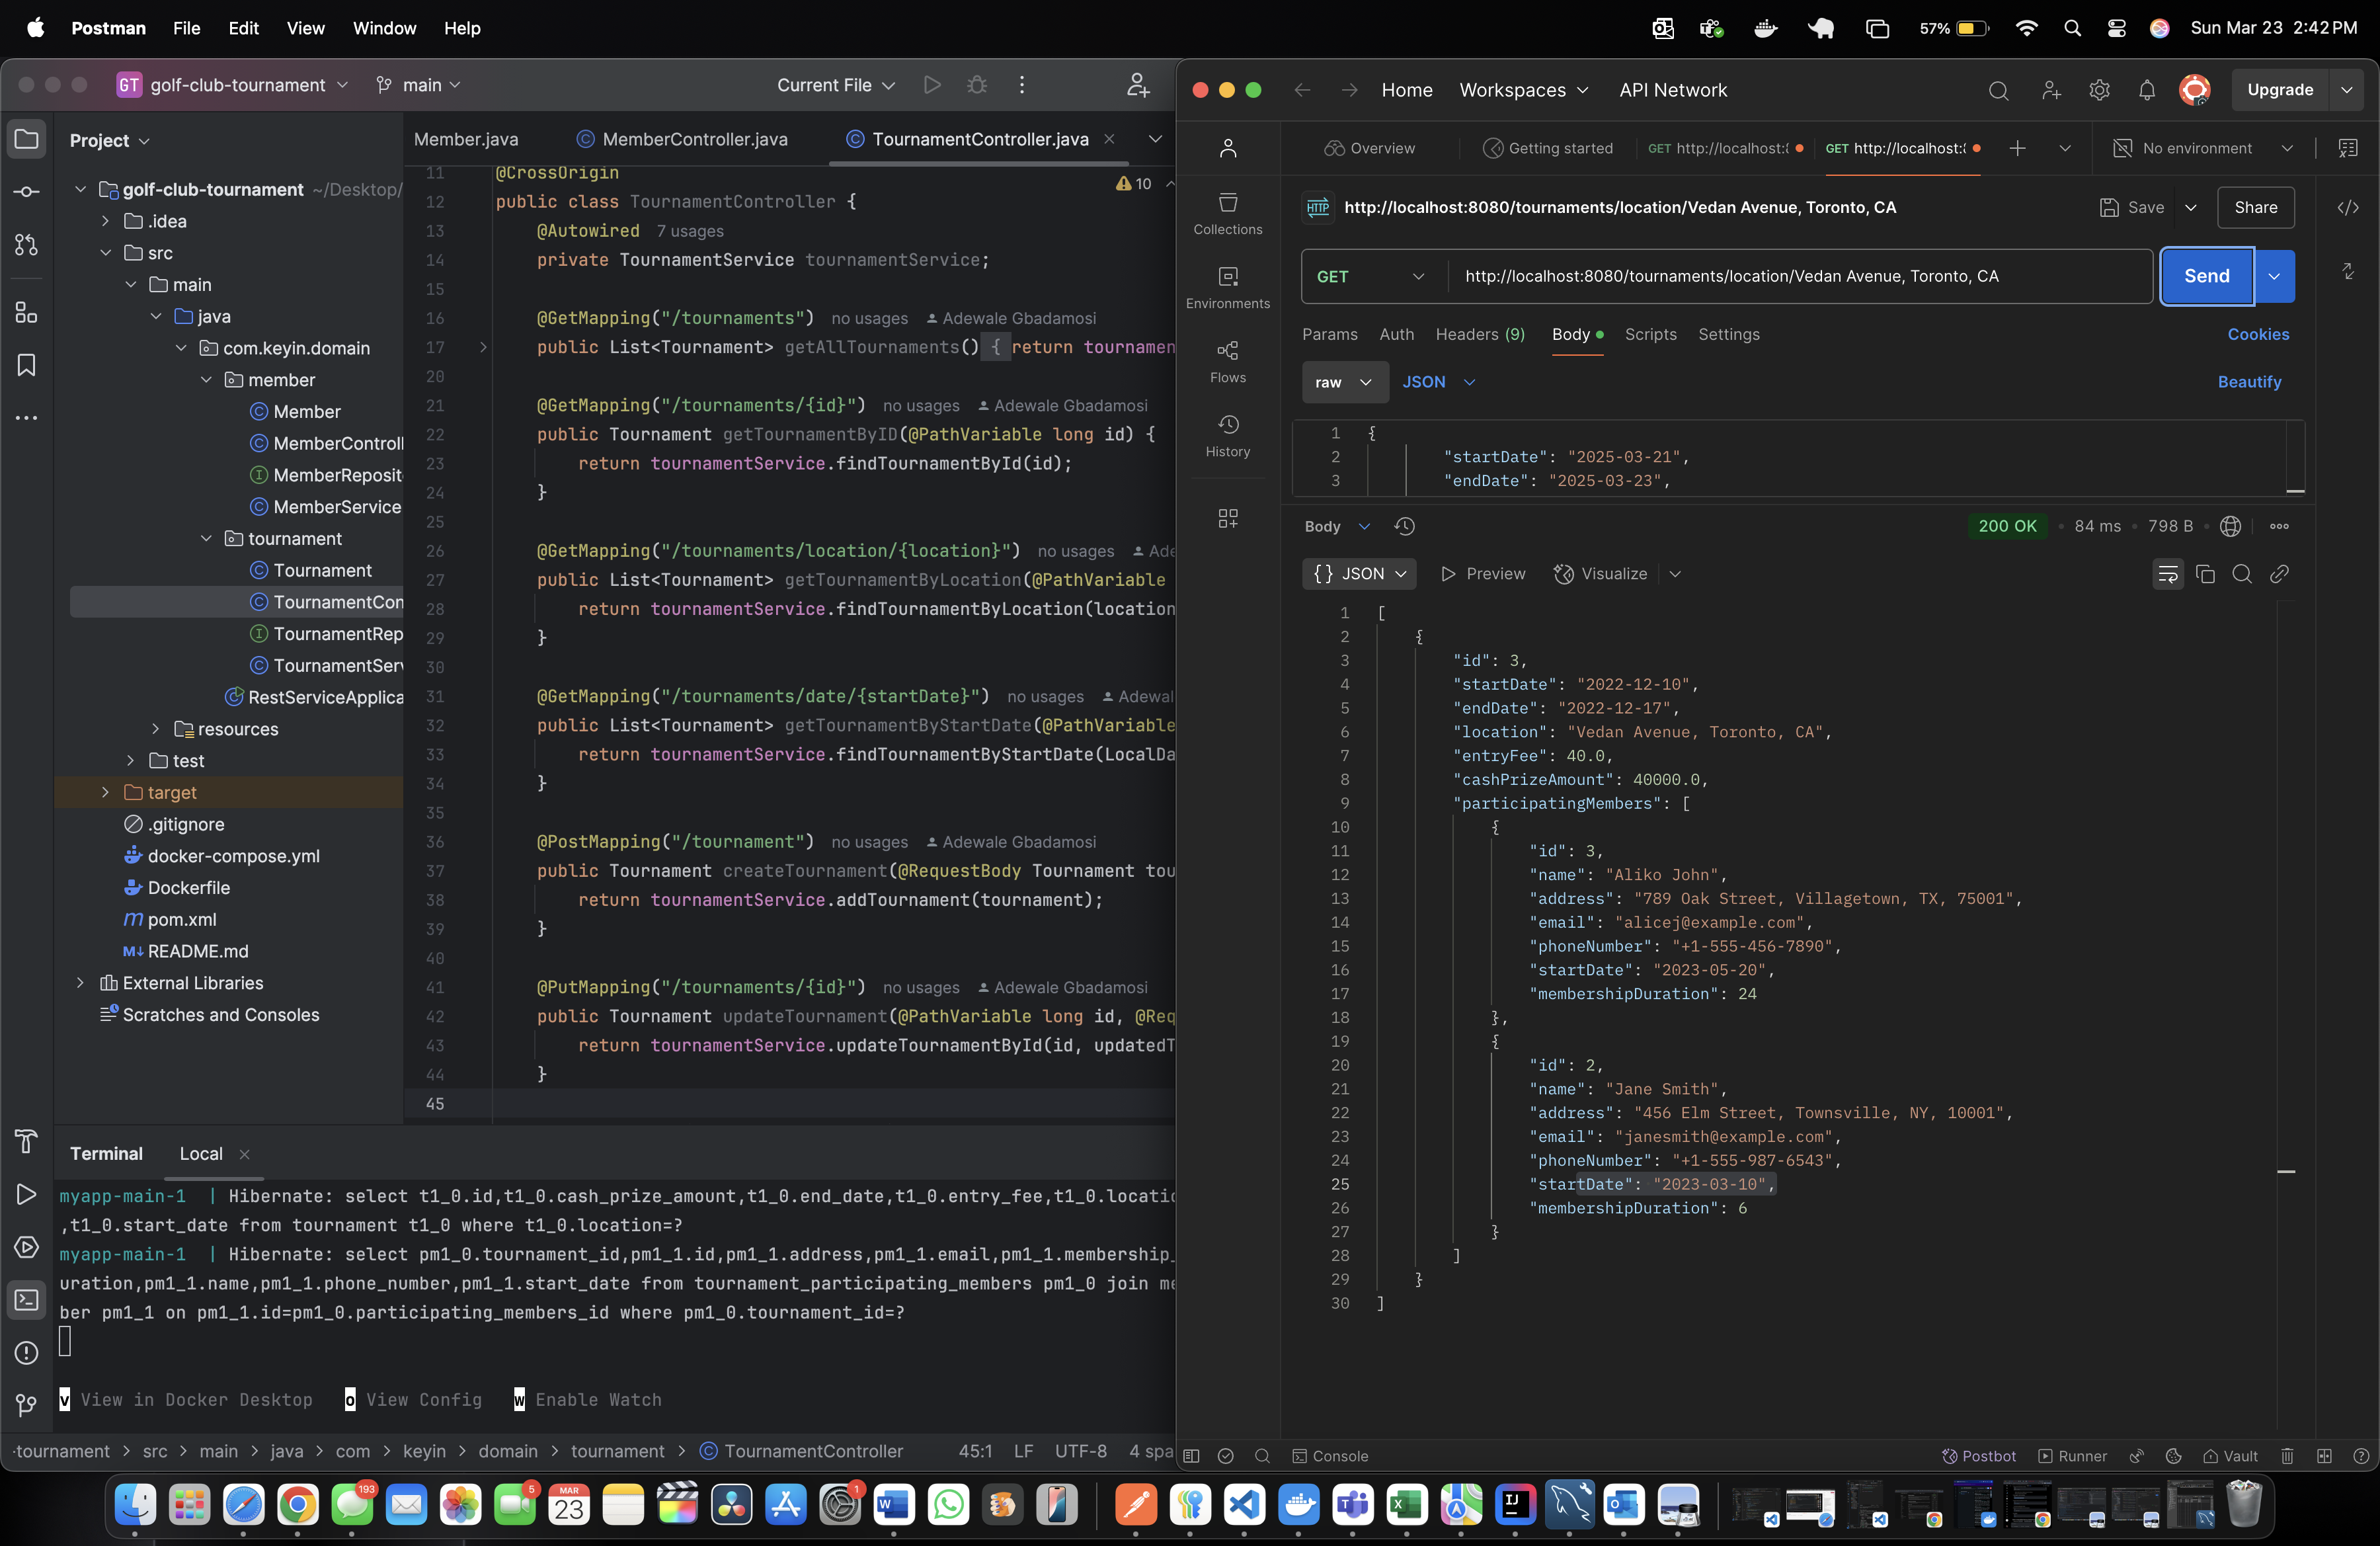 Postman File Edit View Window Help
57% Sun Mar 23 2:42 PM
GT golf-club-tournament main Current File
Project
golf-club-tournament ~/Desktop/
.idea
src
main
java
com.keyin.domain
member
Member
MemberControll
MemberReposit
MemberService
tournament
Tournament
TournamentCon
TournamentRep
TournamentServ
RestServiceApplica
resources
test
target
.gitignore
docker-compose.yml
Dockerfile
pom.xml
README.md
External Libraries
Scratches and Consoles
Member.java MemberController.java TournamentController.java
10
11 @CrossOrigin
12 public class TournamentController {
13 @Autowired 7 usages
14 private TournamentService tournamentService;
15
16 @GetMapping("/tournaments") no usages Adewale Gbadamosi
17 public List<Tournament> getAllTournaments() { return tournamen
20
21 @GetMapping("/tournaments/{id}") no usages Adewale Gbadamosi
22 public Tournament getTournamentByID(@PathVariable long id) {
23 return tournamentService.findTournamentById(id);
24 }
25
26 @GetMapping("/tournaments/location/{location}") no usages Ade
27 public List<Tournament> getTournamentByLocation(@PathVariable
28 return tournamentService.findTournamentByLocation(location
29 }
30
31 @GetMapping("/tournaments/date/{startDate}") no usages Adewal
32 public List<Tournament> getTournamentByStartDate(@PathVariable
33 return tournamentService.findTournamentByStartDate(LocalDa
34 }
35
36 @PostMapping("/tournament") no usages Adewale Gbadamosi
37 public Tournament createTournament(@RequestBody Tournament tou
38 return tournamentService.addTournament(tournament);
39 }
40
41 @PutMapping("/tournaments/{id}") no usages Adewale Gbadamosi
42 public Tournament updateTournament(@PathVariable long id, @Req
43 return tournamentService.updateTournamentById(id, updatedT
44 }
45
Terminal Local
myapp-main-1 | Hibernate: select t1_0.id,t1_0.cash_prize_amount,t1_0.end_date,t1_0.entry_fee,t1_0.locatio
,t1_0.start_date from tournament t1_0 where t1_0.location=?
myapp-main-1 | Hibernate: select pm1_0.tournament_id,pm1_1.id,pm1_1.address,pm1_1.email,pm1_1.membership_
uration,pm1_1.name,pm1_1.phone_number,pm1_1.start_date from tournament_participating_members pm1_0 join me
ber pm1_1 on pm1_1.id=pm1_0.participating_members_id where pm1_0.tournament_id=?
v View in Docker Desktop o View Config w Enable Watch
-tournament > src > main > java > com > keyin > domain > tournament > TournamentController 45:1 LF UTF-8 4 spa
Home Workspaces API Network Upgrade
Overview Getting started GET http://localhost: GET http://localhost: No environment
Collections
Environments
Flows
History
HTTP http://localhost:8080/tournaments/location/Vedan Avenue, Toronto, CA Save Share
GET http://localhost:8080/tournaments/location/Vedan Avenue, Toronto, CA Send
Params Auth Headers (9) Body Scripts Settings Cookies
raw JSON Beautify
1 {
2 "startDate": "2025-03-21",
3 "endDate": "2025-03-23",
Body 200 OK 84 ms 798 B
{} JSON Preview Visualize
1 [
2 {
3 "id": 3,
4 "startDate": "2022-12-10",
5 "endDate": "2022-12-17",
6 "location": "Vedan Avenue, Toronto, CA",
7 "entryFee": 40.0,
8 "cashPrizeAmount": 40000.0,
9 "participatingMembers": [
10 {
11 "id": 3,
12 "name": "Aliko John",
13 "address": "789 Oak Street, Villagetown, TX, 75001",
14 "email": "alicej@example.com",
15 "phoneNumber": "+1-555-456-7890",
16 "startDate": "2023-05-20",
17 "membershipDuration": 24
18 },
19 {
20 "id": 2,
21 "name": "Jane Smith",
22 "address": "456 Elm Street, Townsville, NY, 10001",
23 "email": "janesmith@example.com",
24 "phoneNumber": "+1-555-987-6543",
25 "startDate": "2023-03-10",
26 "membershipDuration": 6
27 }
28 ]
29 }
30 ]
Console Postbot Runner Vault
193 5 MAR 23 1